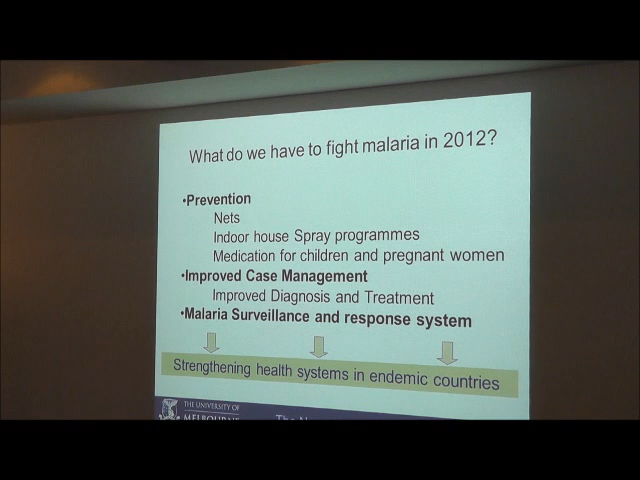 What do we have to fight malaria in 2012?
•Prevention
Nets
Indoor house Spray programmes
Medication for children and pregnant women
•Improved Case Management
Improved Diagnosis and Treatment
•Malaria Surveillance and response system
Strengthening health systems in endemic countries
THE UNIVERSITY OF
MELBOURNE
The